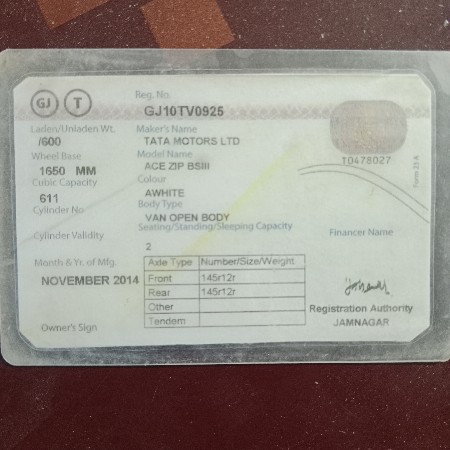 GJ T
Reg. No.
GJ10TV0925
Laden/Unladen Wt.
/600
Maker's Name
TATA MOTORS LTD
Wheel Base
1650 MM
Model Name
ACE ZIP BSIII
T0478027
Form 23 A
Cubic Capacity
611
Colour
AWHITE
Cylinder No
Body Type
VAN OPEN BODY
Seating/Standing/Sleeping Capacity
2
Cylinder Validity
Financer Name
Month & Yr. of Mfg.
NOVEMBER 2014
Axle Type Number/Size/Weight
Front 145r12r
Rear 145r12r
Other
Tendem
Registration Authority
JAMNAGAR
Owner's Sign